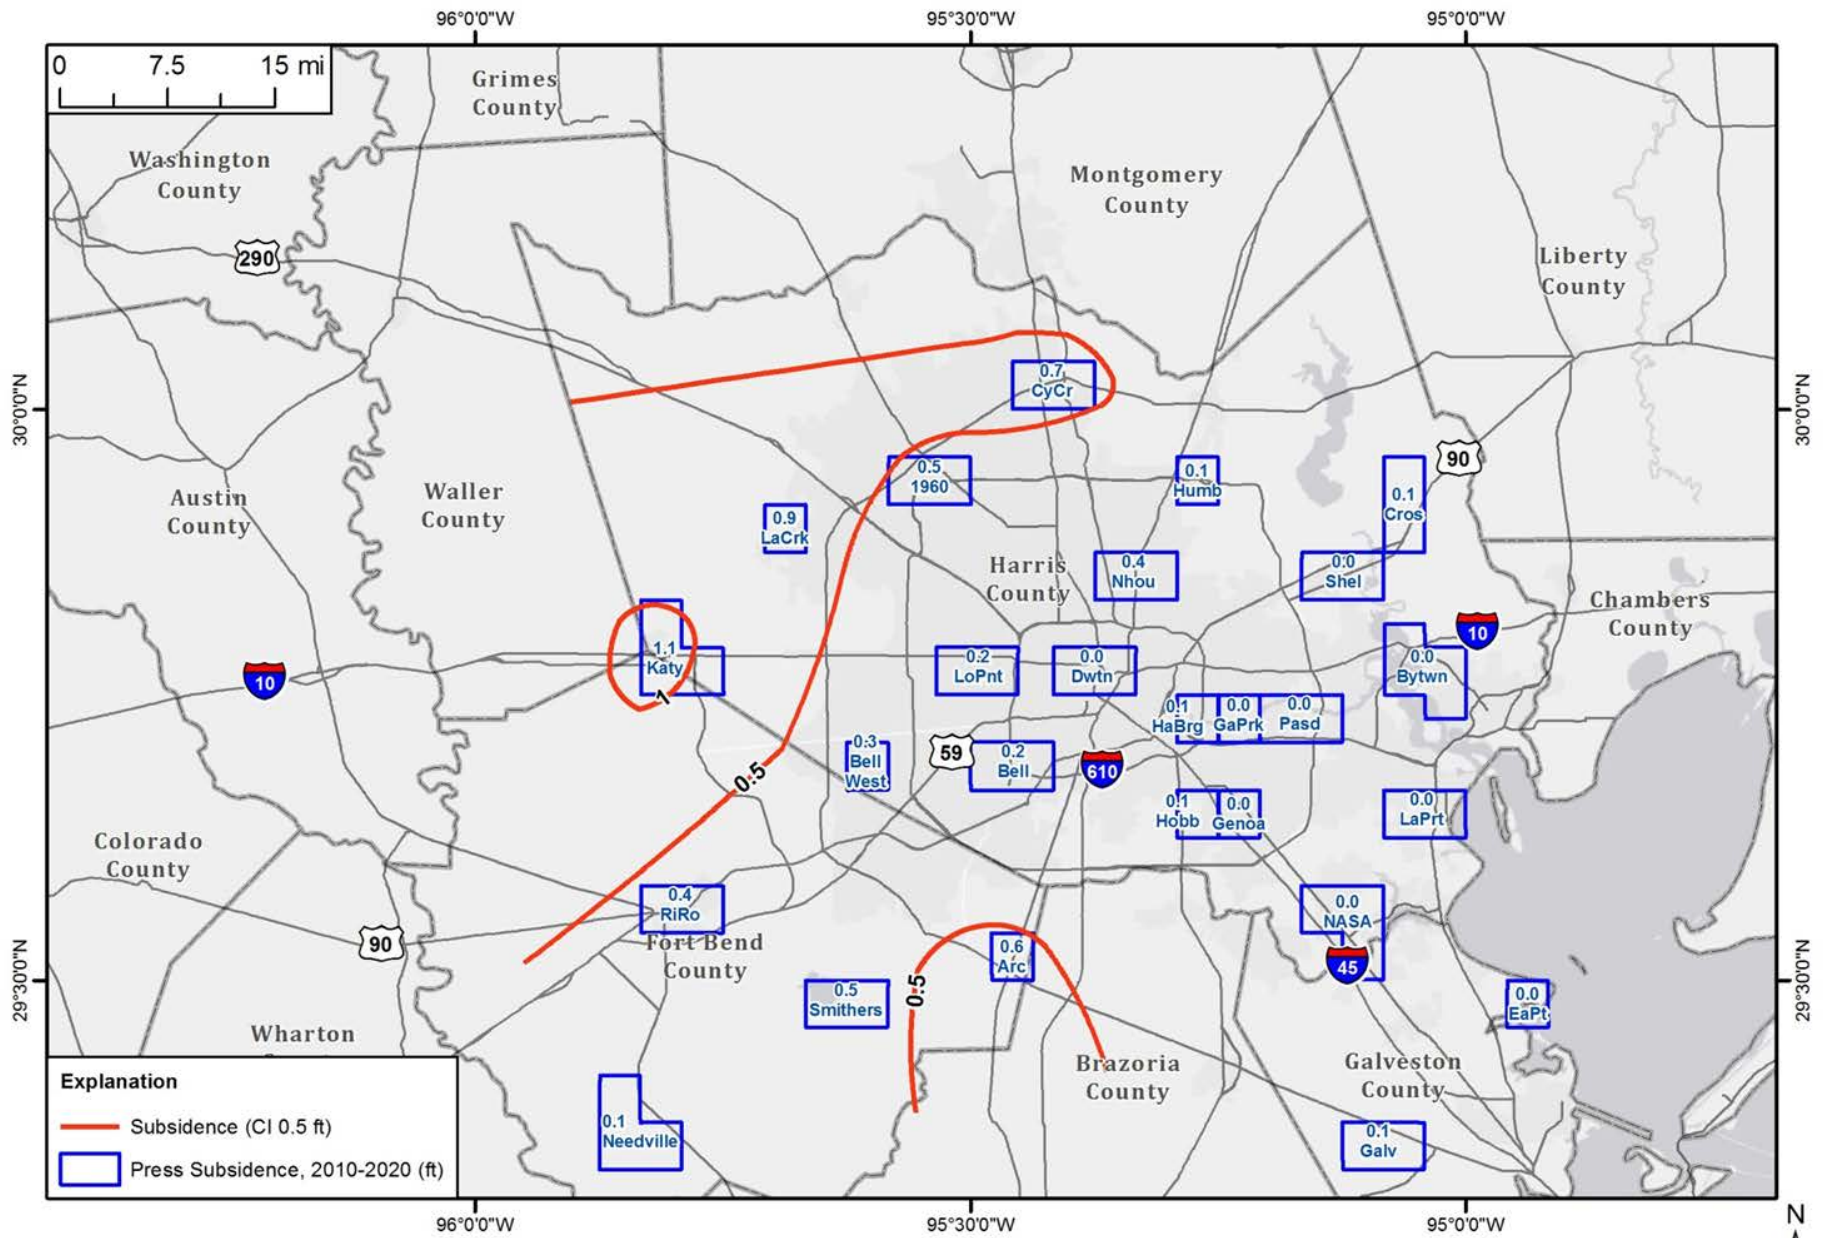 96°0'0"W
95°30'0"W
95°0'0"W
0
7.5
15 mi
Grimes
County
Washington
County
Montgomery
County
290
Liberty
County
0.7
CyCr
30°0'0"N
30°0'0"N
0.5
1960
0.1
Humb
90
Austin
County
Waller
County
0.9
LaCrk
0.1
Cros
Harris
County
0.4
Nhou
0.0
Shel
Chambers
County
10
10
1.1
Katy
1
0.2
LoPnt
0.0
Dwtn
0.0
Bytwn
0.1
HaBrg
0.0
GaPrk
0.0
Pasd
0.3
Bell
West
59
0.2
Bell
610
0.5
0.1
Hobb
0.0
Genoa
0.0
LaPrt
Colorado
County
0.4
RiRo
0.0
NASA
90
Fort Bend
County
0.6
Arc
45
29°30'0"N
29°30'0"N
0.5
Smithers
0.5
0.0
EaPt
Wharton
Brazoria
County
Galveston
County
Explanation
Subsidence (CI 0.5 ft)
Press Subsidence, 2010-2020 (ft)
0.1
Needville
0.1
Galv
96°0'0"W
95°30'0"W
95°0'0"W
N